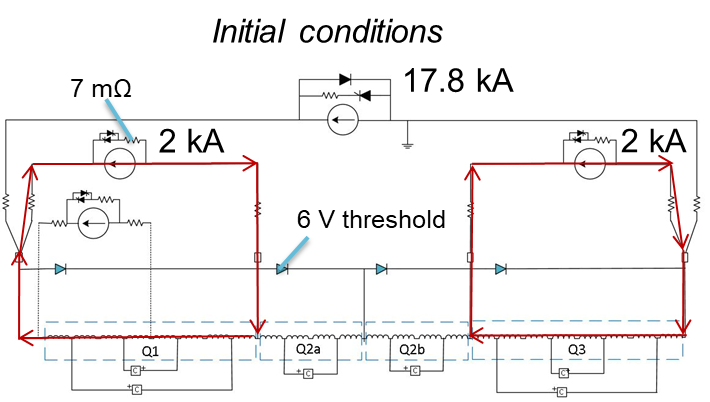 Initial conditions
17.8 kA
7 mΩ
2 kA
2 kA
6 V threshold
Q1
Q2a
Q2b
Q3
+
C
+
C
+
C
+
C
+
C
+
C